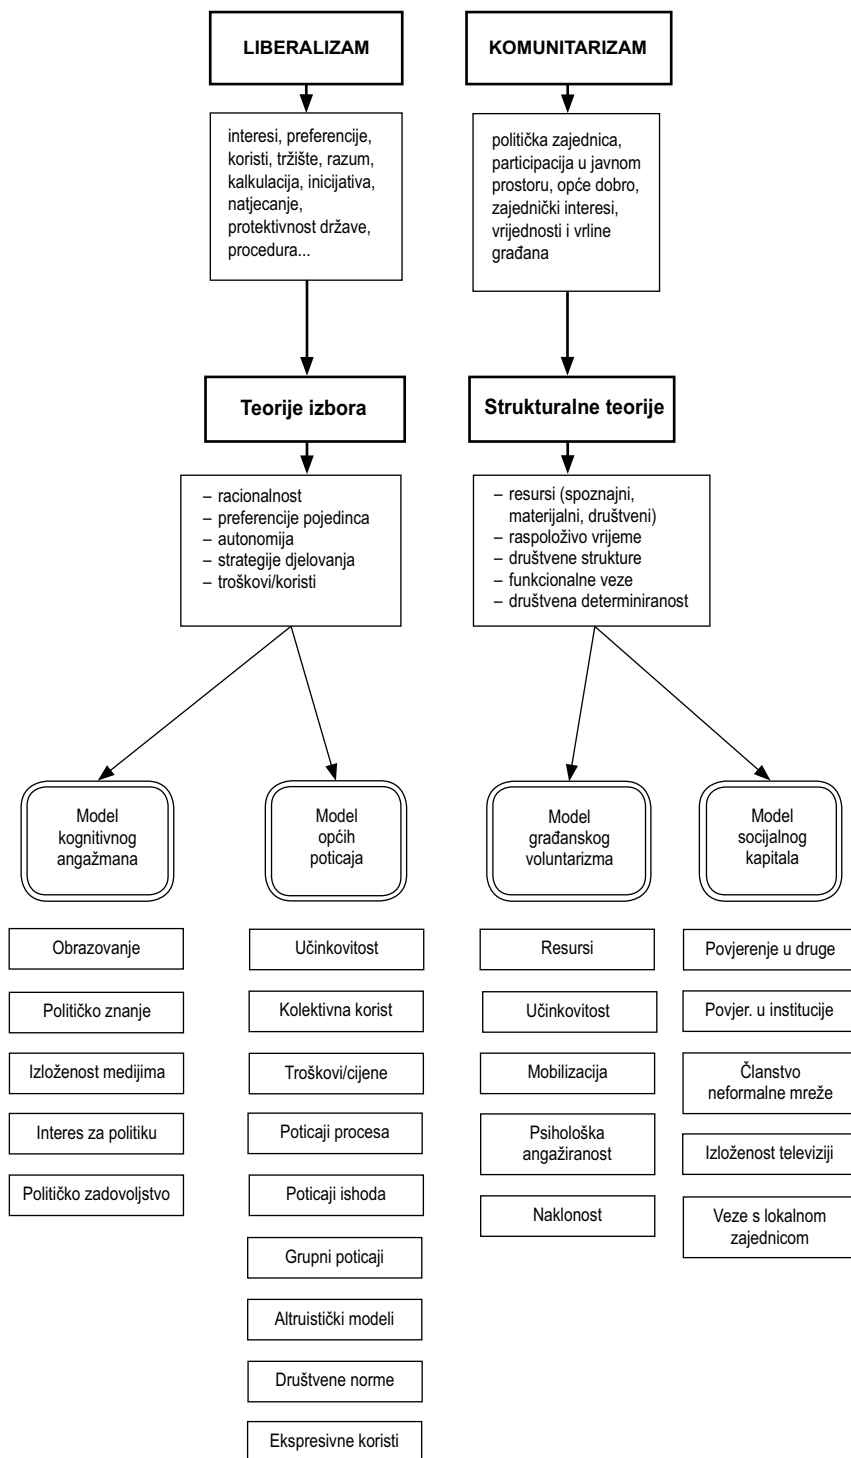 LIBERALIZAM
KOMUNITARIZAM
interesi, preferencije,
koristi, tržište, razum,
kalkulacija, inicijativa,
natjecanje,
protektivnost države,
procedura...
politička zajednica,
participacija u javnom
prostoru, opće dobro,
zajednički interesi,
vrijednosti i vrline
građana
Teorije izbora
Strukturalne teorije
– racionalnost
– preferencije pojedinca
– autonomija
– strategije djelovanja
– troškovi/koristi
– resursi (spoznajni,
materijalni, društveni)
– raspoloživo vrijeme
– društvene strukture
– funkcionalne veze
– društvena determiniranost
Model
kognitivnog
angažmana
Model
općih
poticaja
Model
građanskog
voluntarizma
Model
socijalnog
kapitala
Obrazovanje
Političko znanje
Izloženost medijima
Interes za politiku
Političko zadovoljstvo
Učinkovitost
Kolektivna korist
Troškovi/cijene
Poticaji procesa
Poticaji ishoda
Grupni poticaji
Altruistički modeli
Društvene norme
Ekspresivne koristi
Resursi
Učinkovitost
Mobilizacija
Psihološka
angažiranost
Naklonost
Povjerenje u druge
Povjer. u institucije
Članstvo
neformalne mreže
Izloženost televiziji
Veze s lokalnom
zajednicom